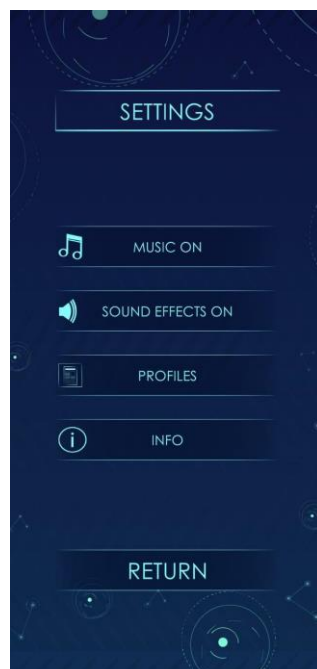 SETTINGS
MUSIC ON
SOUND EFFECTS ON
PROFILES
INFO
RETURN